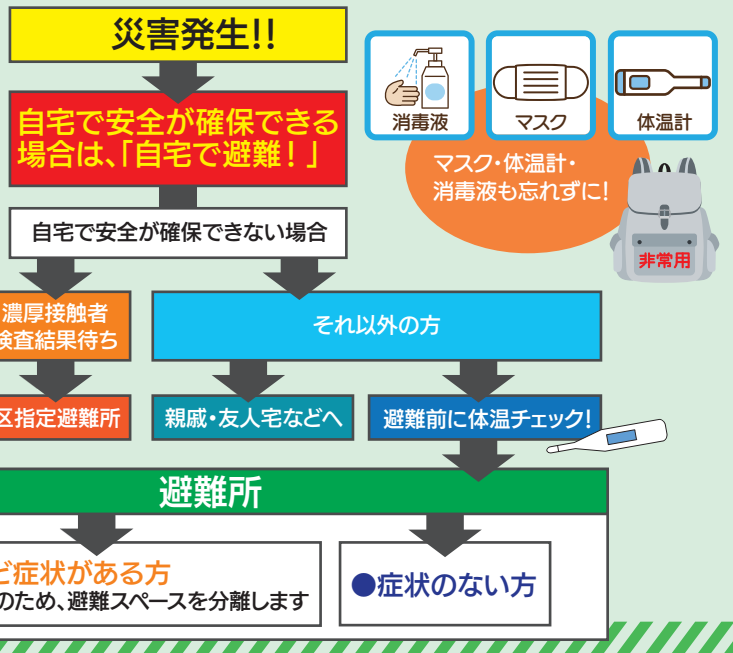 災害発生!!
自宅で安全が確保できる
場合は、「自宅で避難！」
消毒液
マスク
体温計
マスク・体温計・
消毒液も忘れずに!
非常用
自宅で安全が確保できない場合
濃厚接触者
検査結果待ち
それ以外の方
区指定避難所
親戚・友人宅などへ
避難前に体温チェック!
避難所
ど症状がある方
のため、避難スペースを分離します
●症状のない方